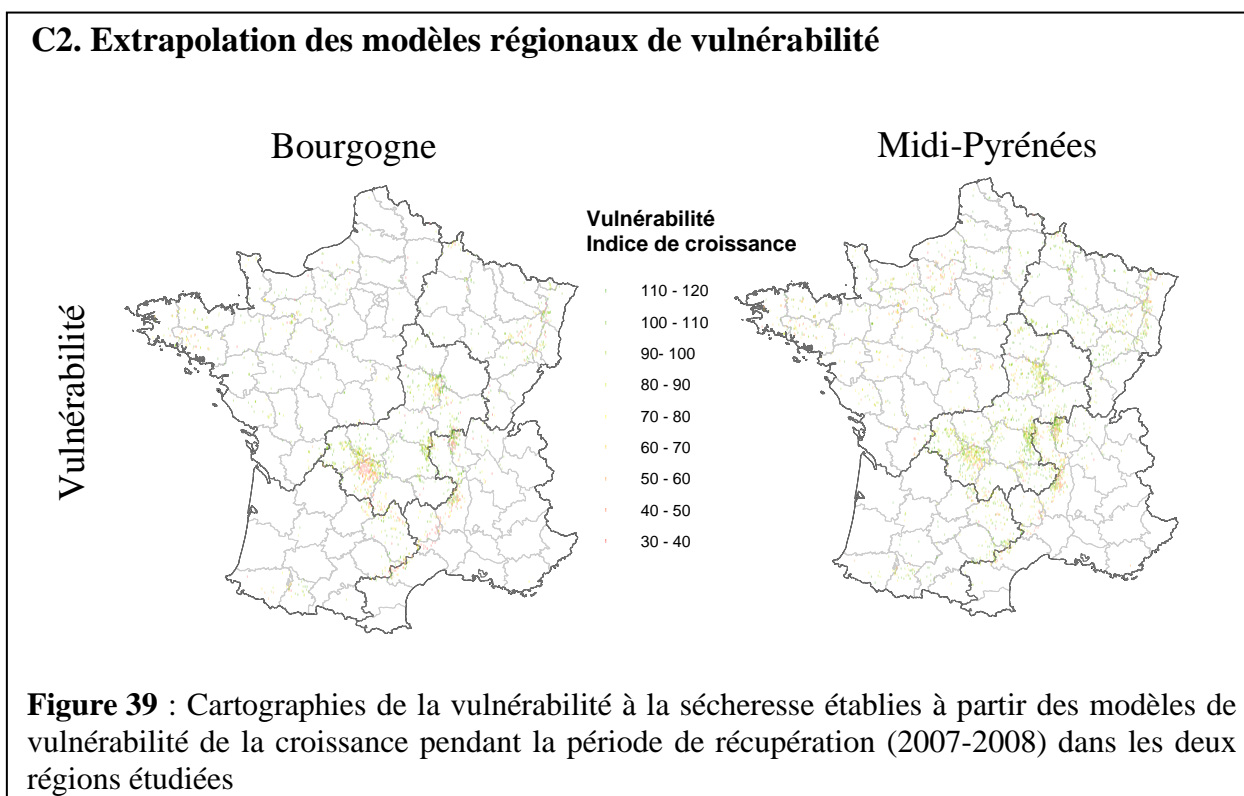 C2. Extrapolation des modèles régionaux de vulnérabilité
Bourgogne
Midi-Pyrénées
Vulnérabilité
Vulnérabilité
Indice de croissance
110 - 120
100 - 110
90- 100
80 - 90
70 - 80
60 - 70
50 - 60
40 - 50
30 - 40
Figure 39 : Cartographies de la vulnérabilité à la sécheresse établies à partir des modèles de
vulnérabilité de la croissance pendant la période de récupération (2007-2008) dans les deux
régions étudiées